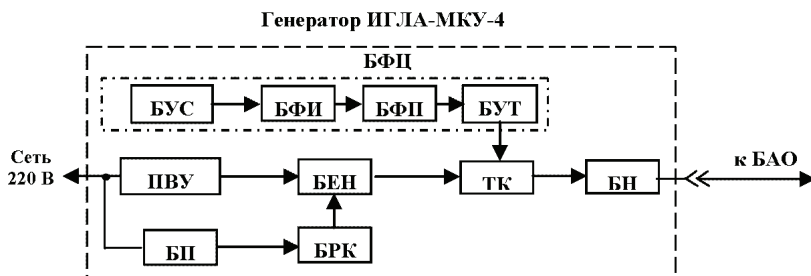 Генератор ИГЛА-МКУ-4
БФЦ
БУС БФИ БФП БУТ
Сеть
220 В
ПВУ БЕН ТК БН к БАО
БП БРК